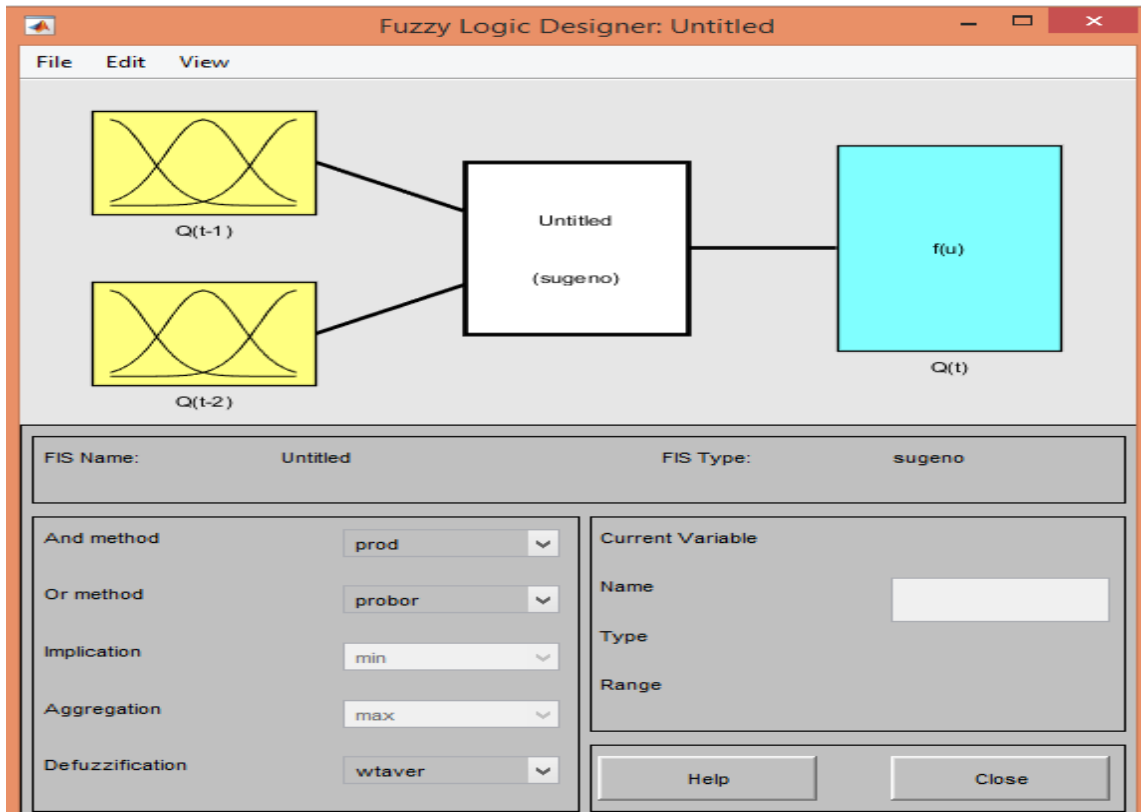 Fuzzy Logic Designer: Untitled
File Edit View
Q(t-1)
Q(t-2)
Untitled
(sugeno)
f(u)
Q(t)
FIS Name: Untitled FIS Type: sugeno
And method prod
Or method probor
Implication min
Aggregation max
Defuzzification wtaver
Current Variable
Name
Type
Range
Help Close